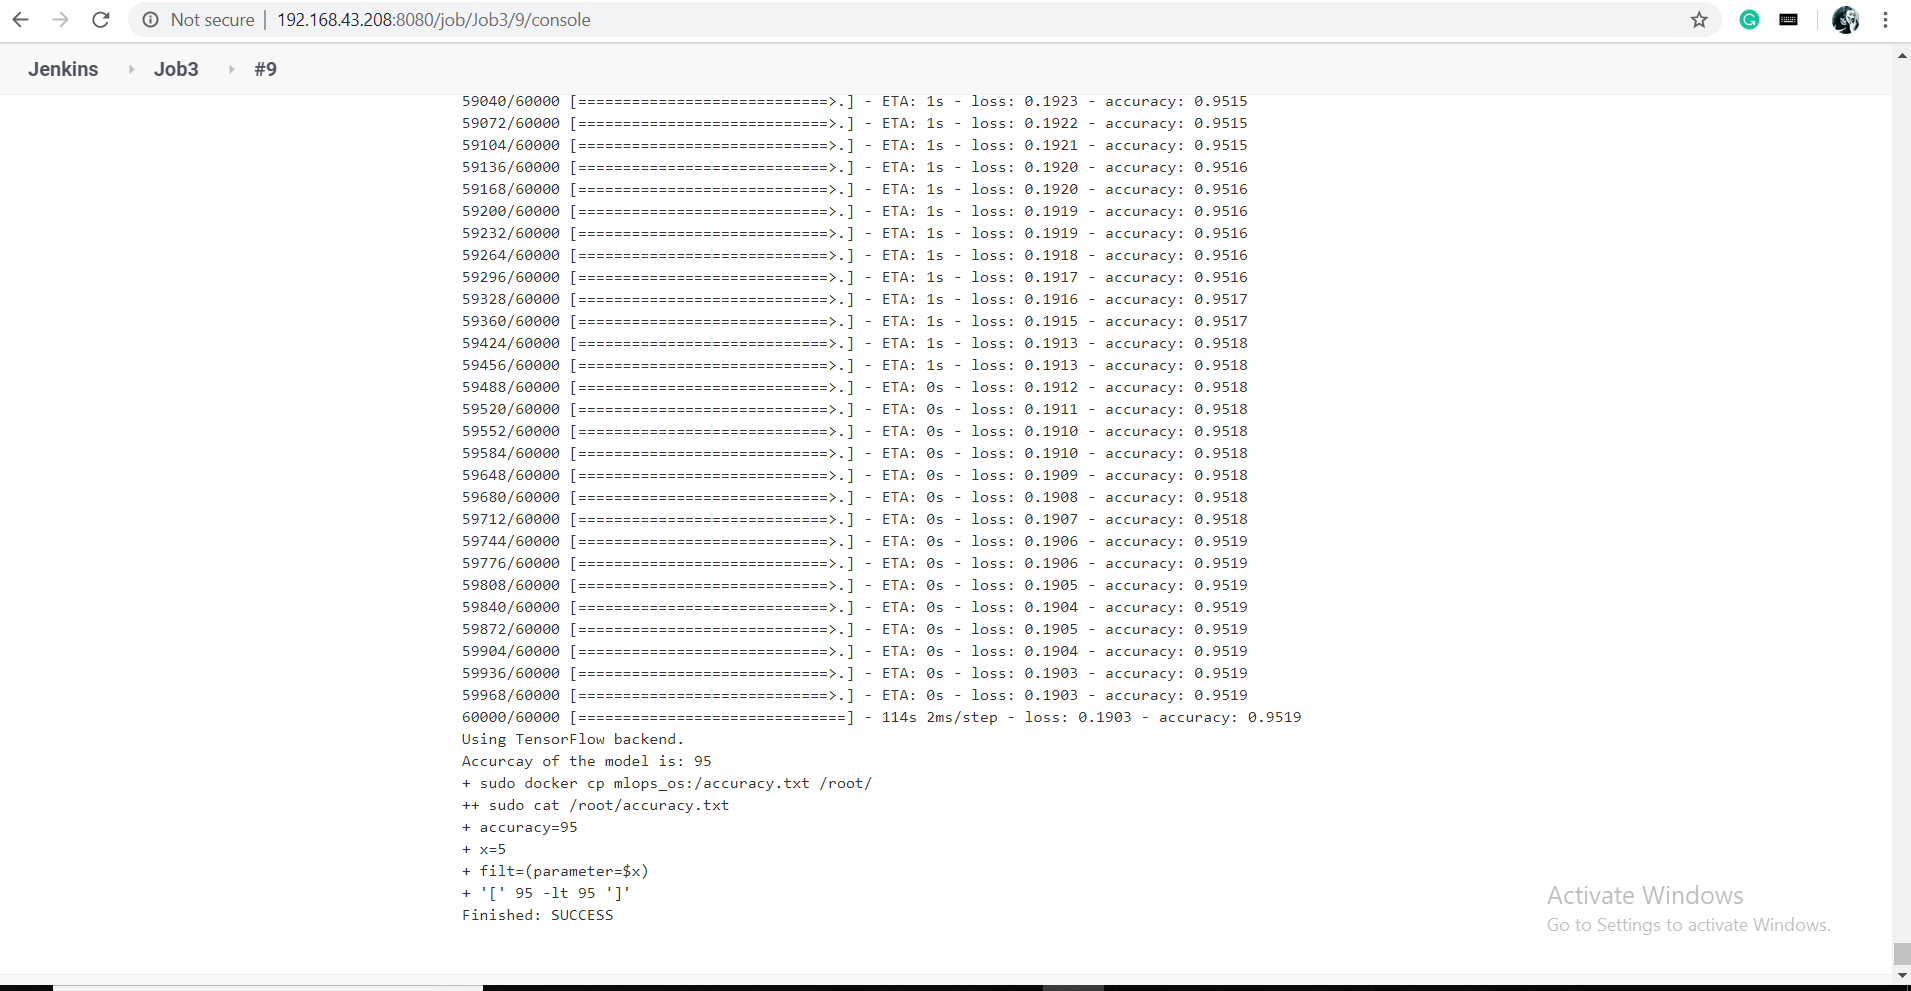 Not secure | 192.168.43.208:8080/job/Job3/9/console
Jenkins Job3 #9
59040/60000 [============================>.] - ETA: 1s - loss: 0.1923 - accuracy: 0.9515
59072/60000 [============================>.] - ETA: 1s - loss: 0.1922 - accuracy: 0.9515
59104/60000 [============================>.] - ETA: 1s - loss: 0.1921 - accuracy: 0.9515
59136/60000 [============================>.] - ETA: 1s - loss: 0.1920 - accuracy: 0.9516
59168/60000 [============================>.] - ETA: 1s - loss: 0.1920 - accuracy: 0.9516
59200/60000 [============================>.] - ETA: 1s - loss: 0.1919 - accuracy: 0.9516
59232/60000 [============================>.] - ETA: 1s - loss: 0.1919 - accuracy: 0.9516
59264/60000 [============================>.] - ETA: 1s - loss: 0.1918 - accuracy: 0.9516
59296/60000 [============================>.] - ETA: 1s - loss: 0.1917 - accuracy: 0.9516
59328/60000 [============================>.] - ETA: 1s - loss: 0.1916 - accuracy: 0.9517
59360/60000 [============================>.] - ETA: 1s - loss: 0.1915 - accuracy: 0.9517
59424/60000 [============================>.] - ETA: 1s - loss: 0.1913 - accuracy: 0.9518
59456/60000 [============================>.] - ETA: 1s - loss: 0.1913 - accuracy: 0.9518
59488/60000 [============================>.] - ETA: 0s - loss: 0.1912 - accuracy: 0.9518
59520/60000 [============================>.] - ETA: 0s - loss: 0.1911 - accuracy: 0.9518
59552/60000 [============================>.] - ETA: 0s - loss: 0.1910 - accuracy: 0.9518
59584/60000 [============================>.] - ETA: 0s - loss: 0.1910 - accuracy: 0.9518
59648/60000 [============================>.] - ETA: 0s - loss: 0.1909 - accuracy: 0.9518
59680/60000 [============================>.] - ETA: 0s - loss: 0.1908 - accuracy: 0.9518
59712/60000 [============================>.] - ETA: 0s - loss: 0.1907 - accuracy: 0.9518
59744/60000 [============================>.] - ETA: 0s - loss: 0.1906 - accuracy: 0.9519
59776/60000 [============================>.] - ETA: 0s - loss: 0.1906 - accuracy: 0.9519
59808/60000 [============================>.] - ETA: 0s - loss: 0.1905 - accuracy: 0.9519
59840/60000 [============================>.] - ETA: 0s - loss: 0.1904 - accuracy: 0.9519
59872/60000 [============================>.] - ETA: 0s - loss: 0.1905 - accuracy: 0.9519
59904/60000 [============================>.] - ETA: 0s - loss: 0.1904 - accuracy: 0.9519
59936/60000 [============================>.] - ETA: 0s - loss: 0.1903 - accuracy: 0.9519
59968/60000 [============================>.] - ETA: 0s - loss: 0.1903 - accuracy: 0.9519
60000/60000 [==============================] - 114s 2ms/step - loss: 0.1903 - accuracy: 0.9519
Using TensorFlow backend.
Accurcay of the model is: 95
+ sudo docker cp mlops_os:/accuracy.txt /root/
++ sudo cat /root/accuracy.txt
+ accuracy=95
+ x=5
+ filt=(parameter=$x)
+ '[' 95 -lt 95 ']'
Finished: SUCCESS
Activate Windows
Go to Settings to activate Windows.